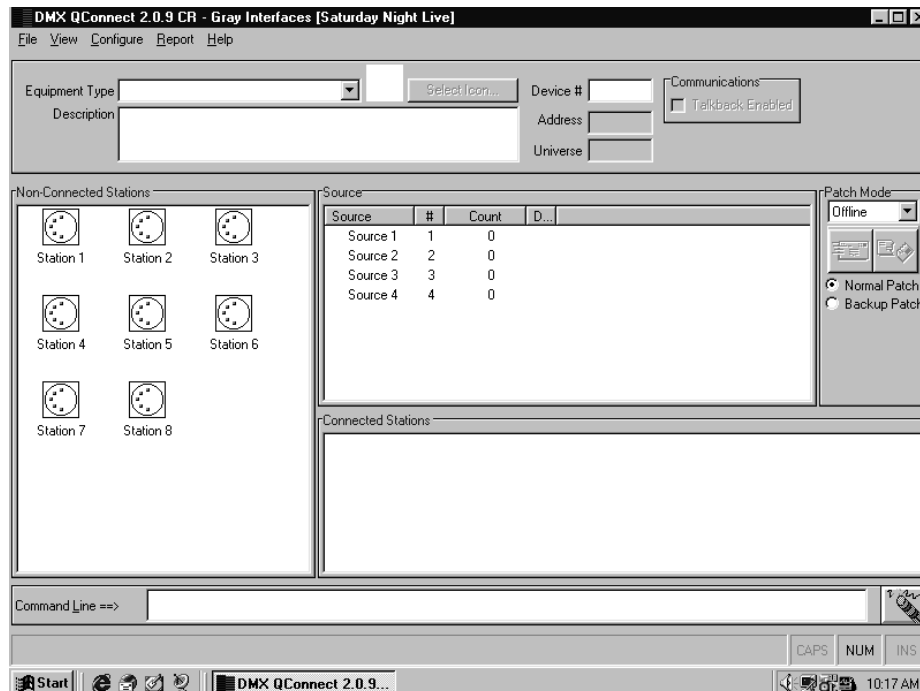 DMX QConnect 2.0.9 CR - Gray Interfaces [Saturday Night Live]
File View Configure Report Help
Equipment Type
Select Icon...
Device #
Communications
Talkback Enabled
Description
Address
Universe
Non-Connected Stations
Station 1 Station 2 Station 3
Station 4 Station 5 Station 6
Station 7 Station 8
Source
Source # Count D...
Source 1 1 0
Source 2 2 0
Source 3 3 0
Source 4 4 0
Patch Mode
Offline
Normal Patch
Backup Patch
Connected Stations
Command Line ==>
CAPS NUM INS
Start DMX QConnect 2.0.9... 10:17 AM